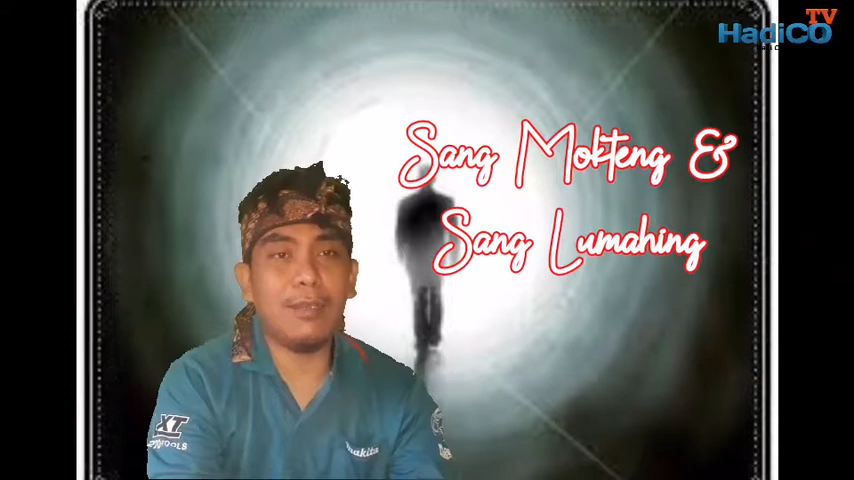 TV
HadiCO
Sang Mokteng &
Sang Lumahing
XT
TOOLS
makita